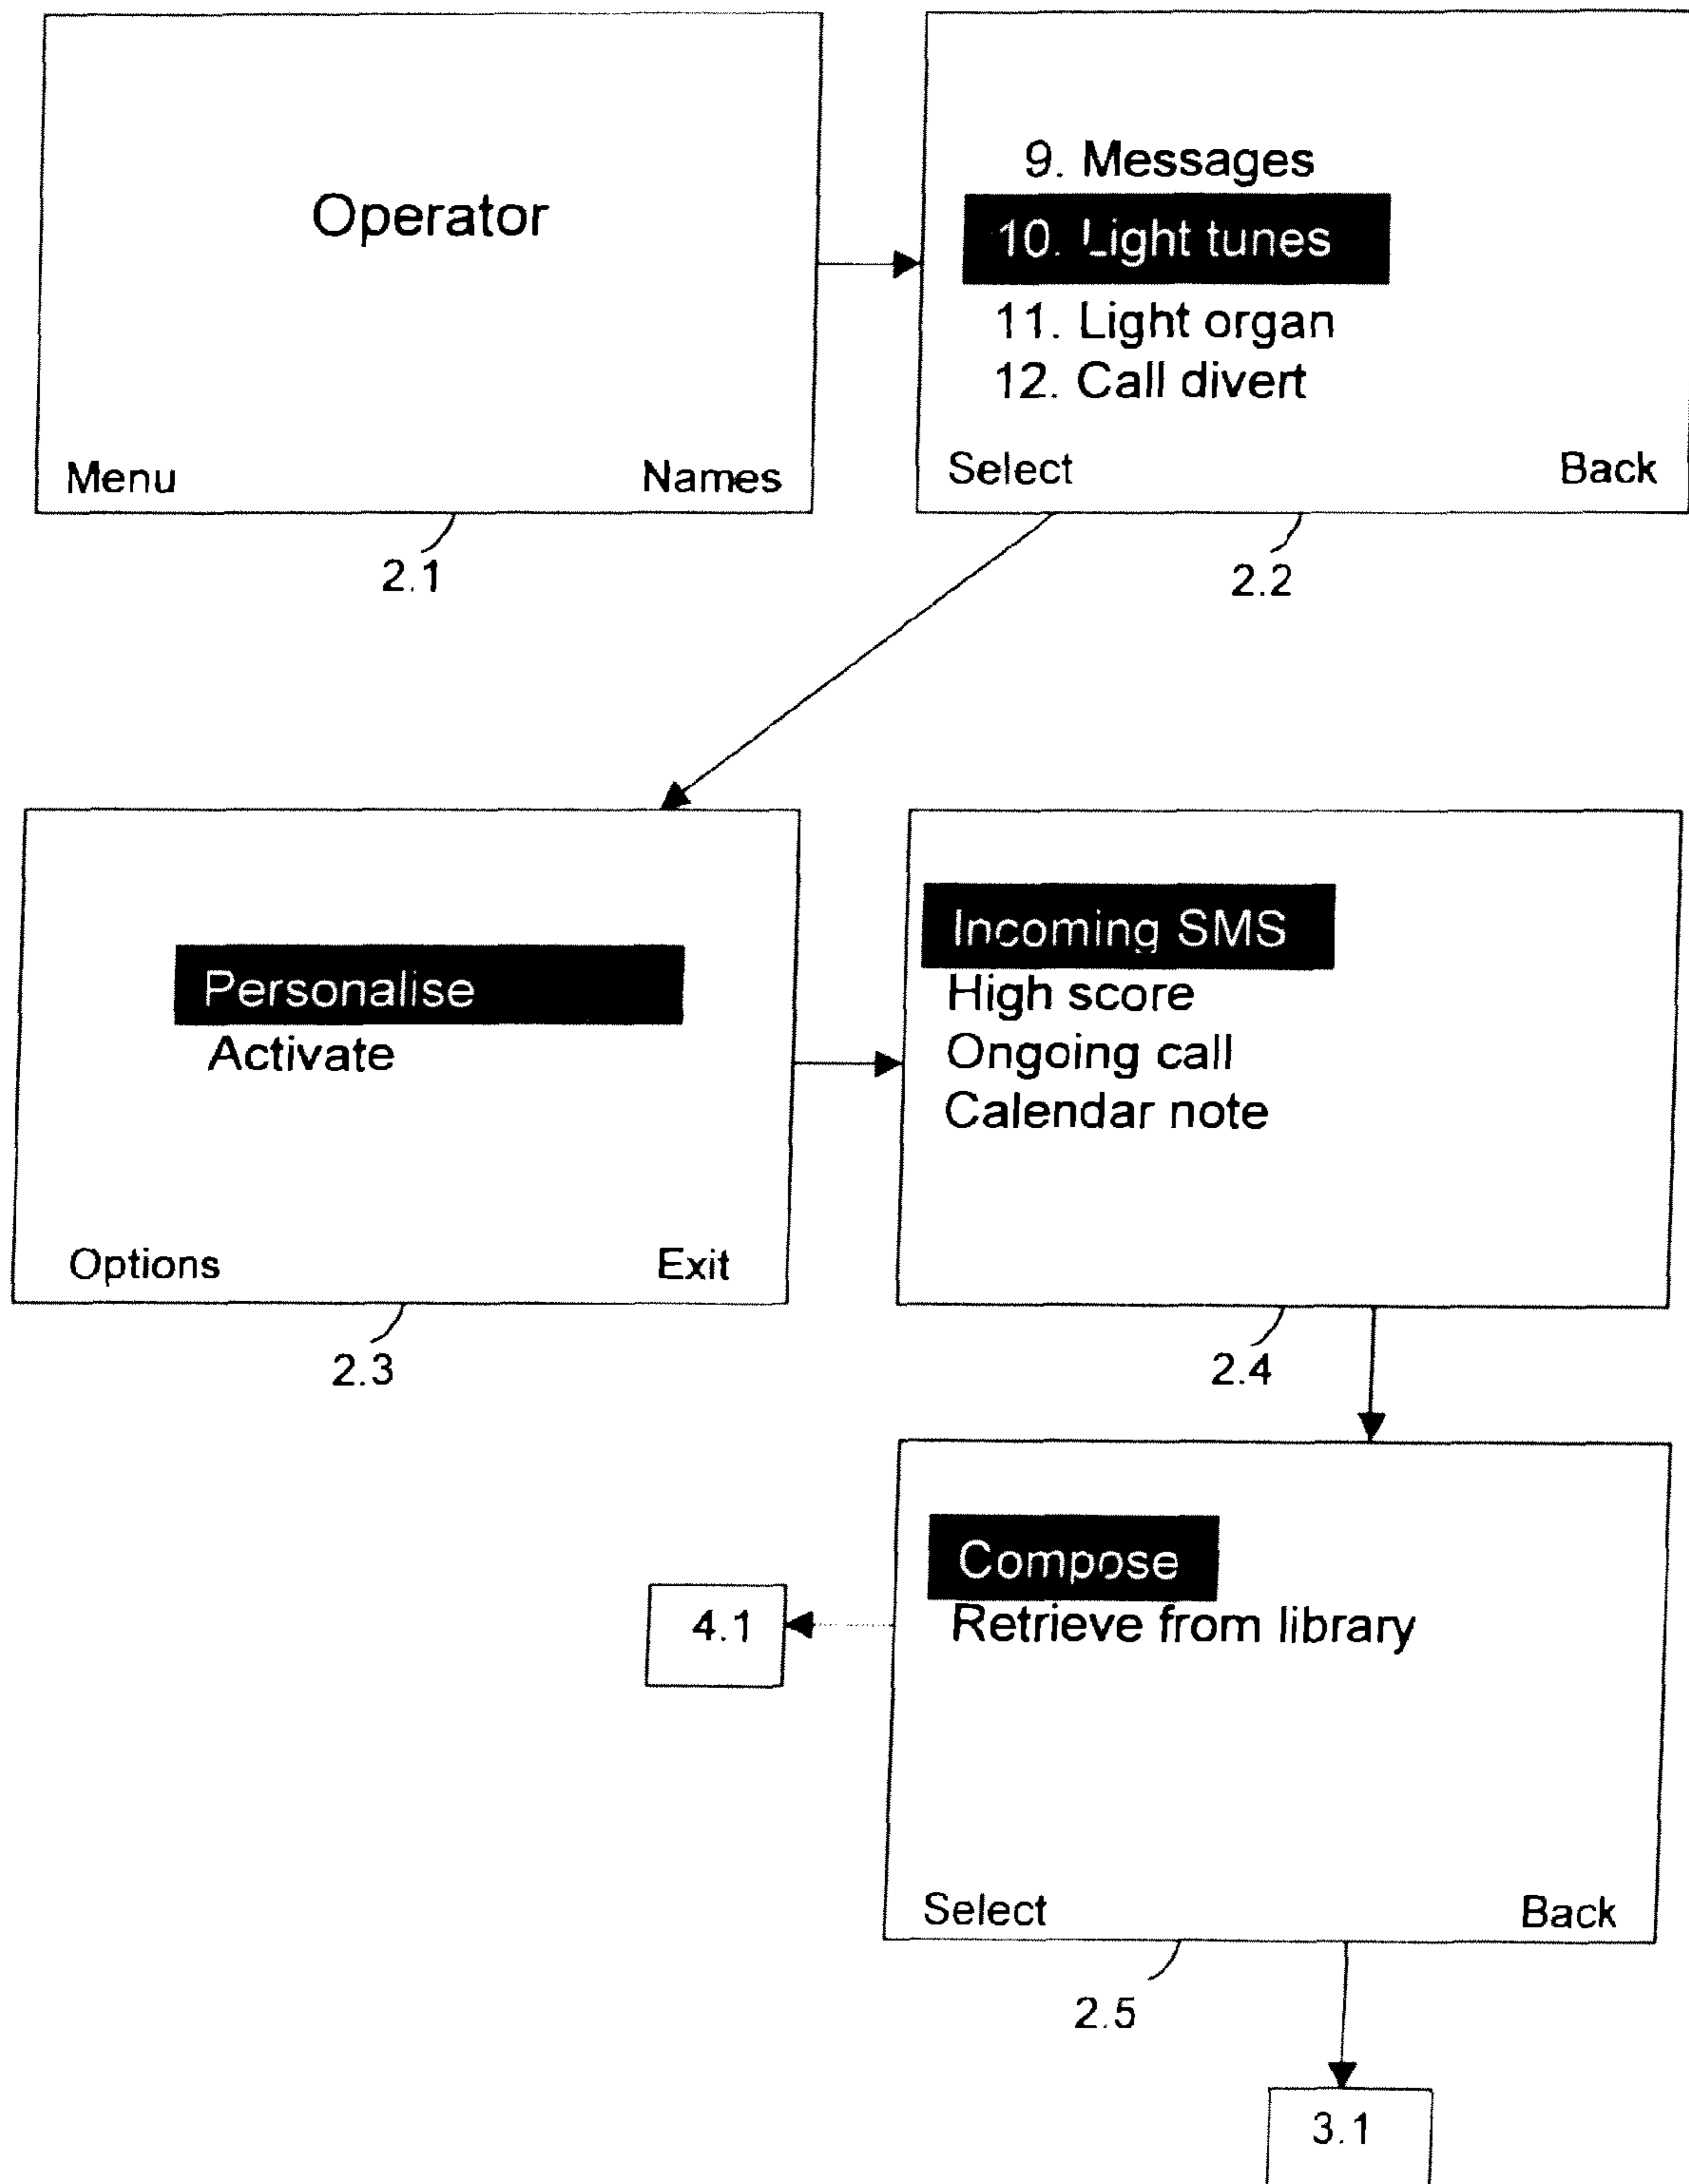 Operator
Menu Names
2.1
9. Messages
10. Light tunes
11. Light organ
12. Call divert
Select Back
2.2
Personalise
Activate
Options Exit
2.3
Incoming SMS
High score
Ongoing call
Calendar note
2.4
Compose
Retrieve from library
Select Back
2.5
4.1
3.1